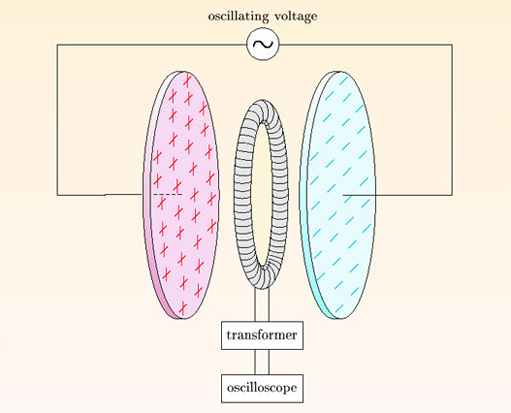 oscillating voltage
transformer
oscilloscope